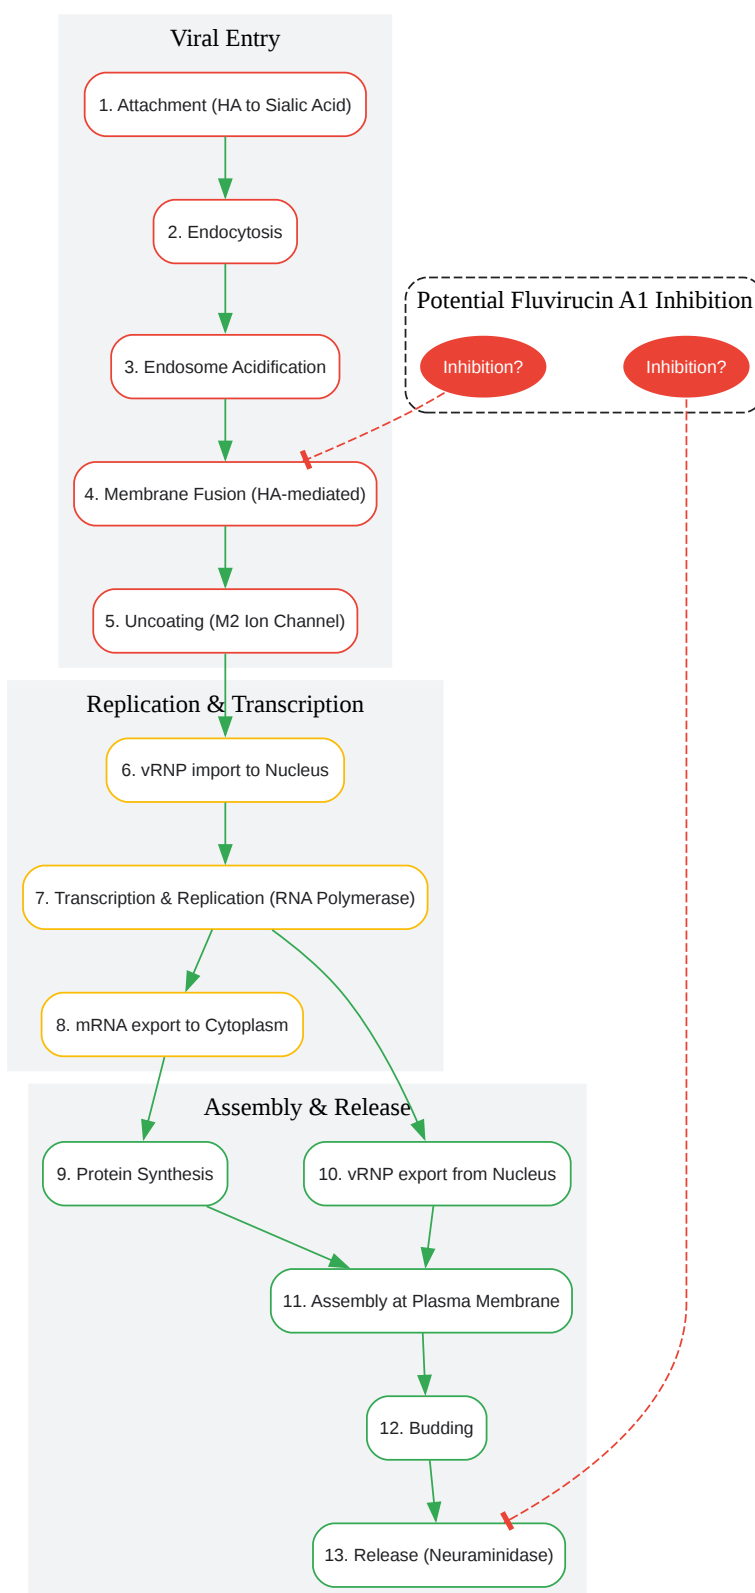 Viral Entry
1. Attachment (HA to Sialic Acid)
2. Endocytosis
3. Endosome Acidification
Potential Fluvirucin A1 Inhibition
Inhibition?
Inhibition?
4. Membrane Fusion (HA-mediated)
5. Uncoating (M2 Ion Channel)
Replication & Transcription
6. vRNP import to Nucleus
7. Transcription & Replication (RNA Polymerase)
8. mRNA export to Cytoplasm
Assembly & Release
9. Protein Synthesis
10. vRNP export from Nucleus
11. Assembly at Plasma Membrane
12. Budding
13. Release (Neuraminidase)